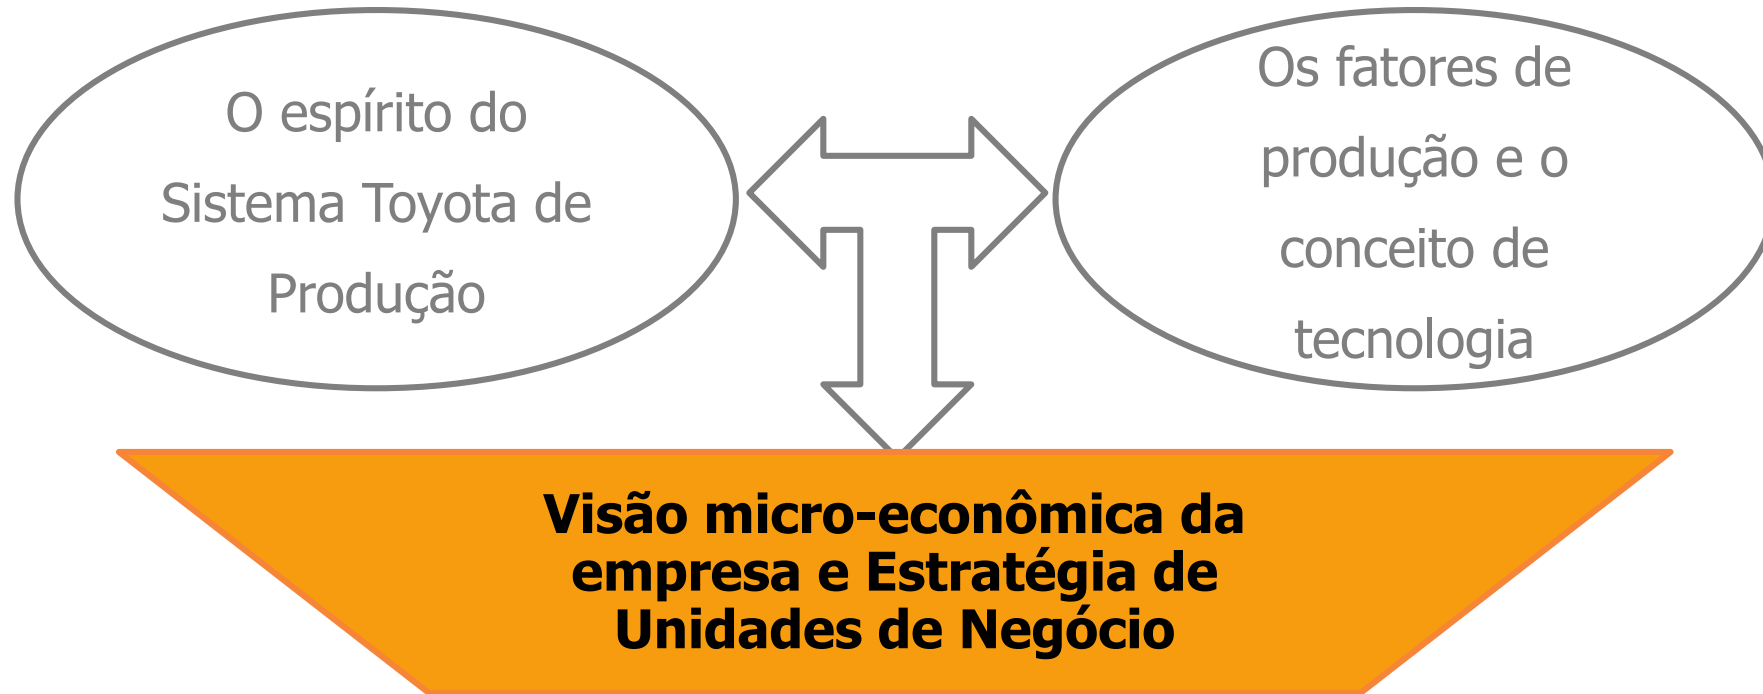 O espírito do
Sistema Toyota de
Produção
Os fatores de
produção e o
conceito de
tecnologia
Visão micro-econômica da
empresa e Estratégia de
Unidades de Negócio